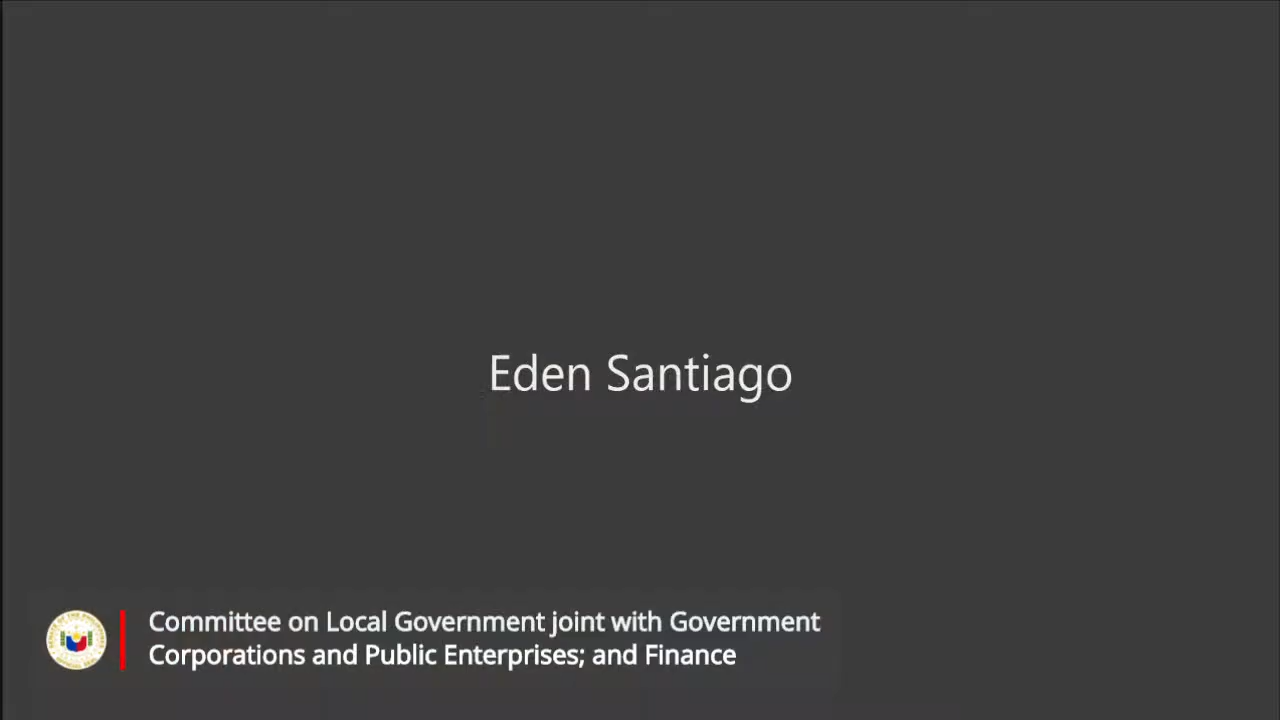 Eden Santiago
Committee on Local Government joint with Government
Corporations and Public Enterprises; and Finance